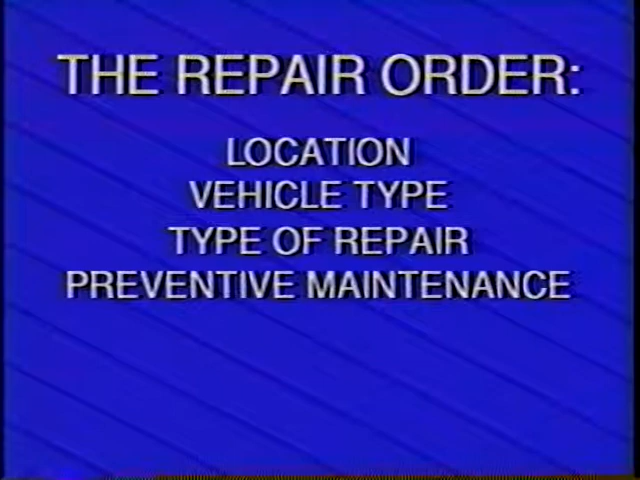 THE REPAIR ORDER:
LOCATION
VEHICLE TYPE
TYPE OF REPAIR
PREVENTIVE MAINTENANCE